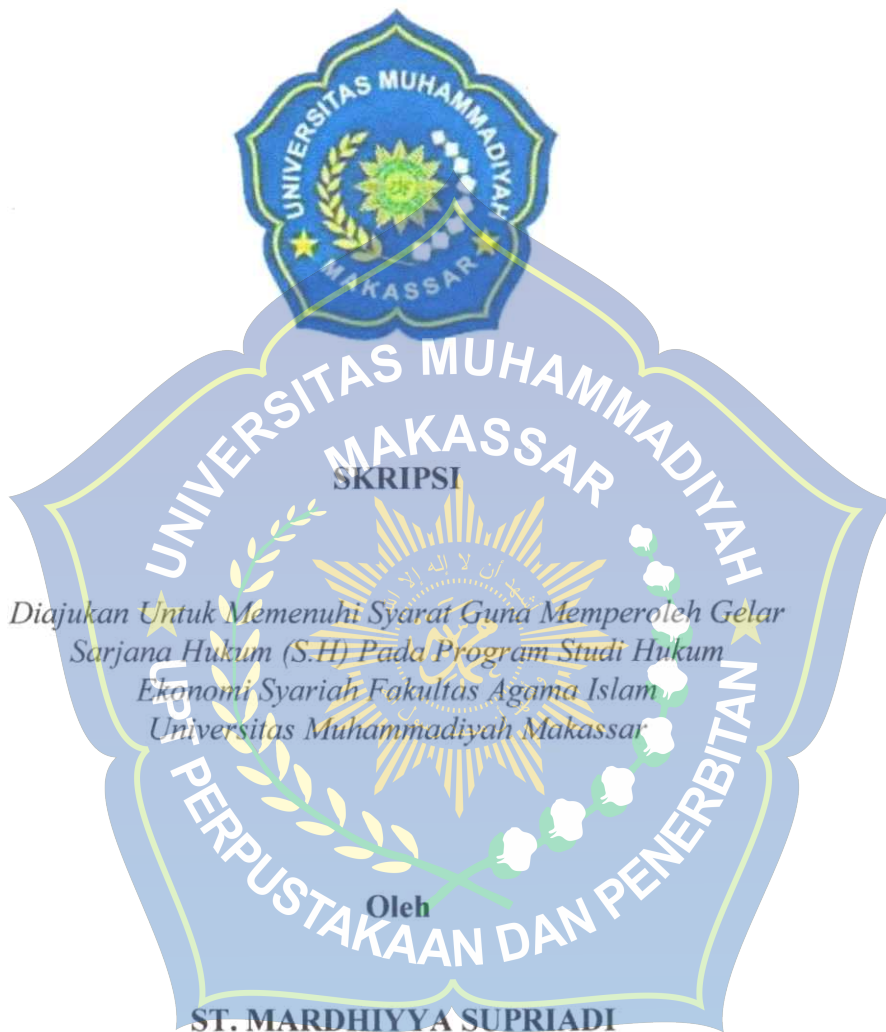 UNIVERSITAS MUHAMMADIYAH
MAKASSAR
UNIVERSITAS MUHAMMADIYAH
MAKASSAR
SKRIPSI
Diajukan Untuk Memenuhi Syarat Guna Memperoleh Gelar
Sarjana Hukum (S.H) Pada Program Studi Hukum
Ekonomi Syariah Fakultas Agama Islam
Universitas Muhammadiyah Makassar
Oleh
UPT PERPUSTAKAAN DAN PENERBITAN
ST. MARDHIYYA SUPRIADI